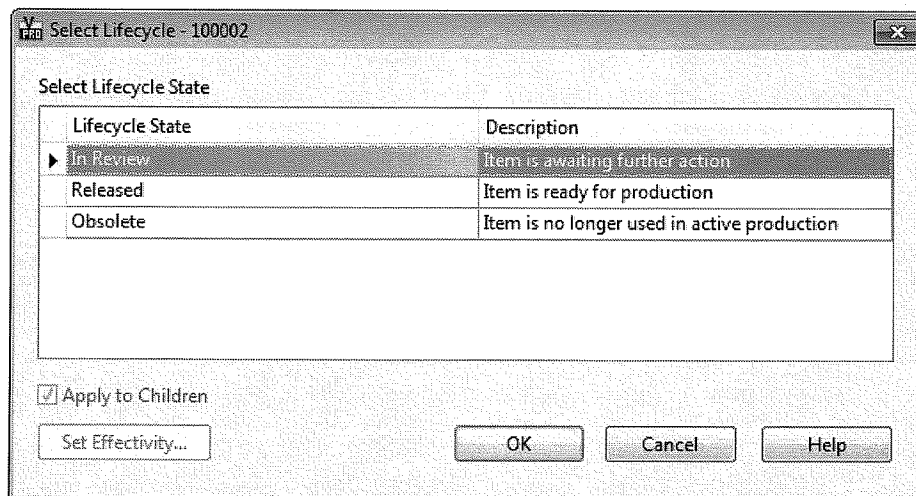 V
PRO
Select Lifecycle - 100002
Select Lifecycle State
Lifecycle State Description
In Review Item is awaiting further action
Released Item is ready for production
Obsolete Item is no longer used in active production
Apply to Children
Set Effectivity...
OK Cancel Help